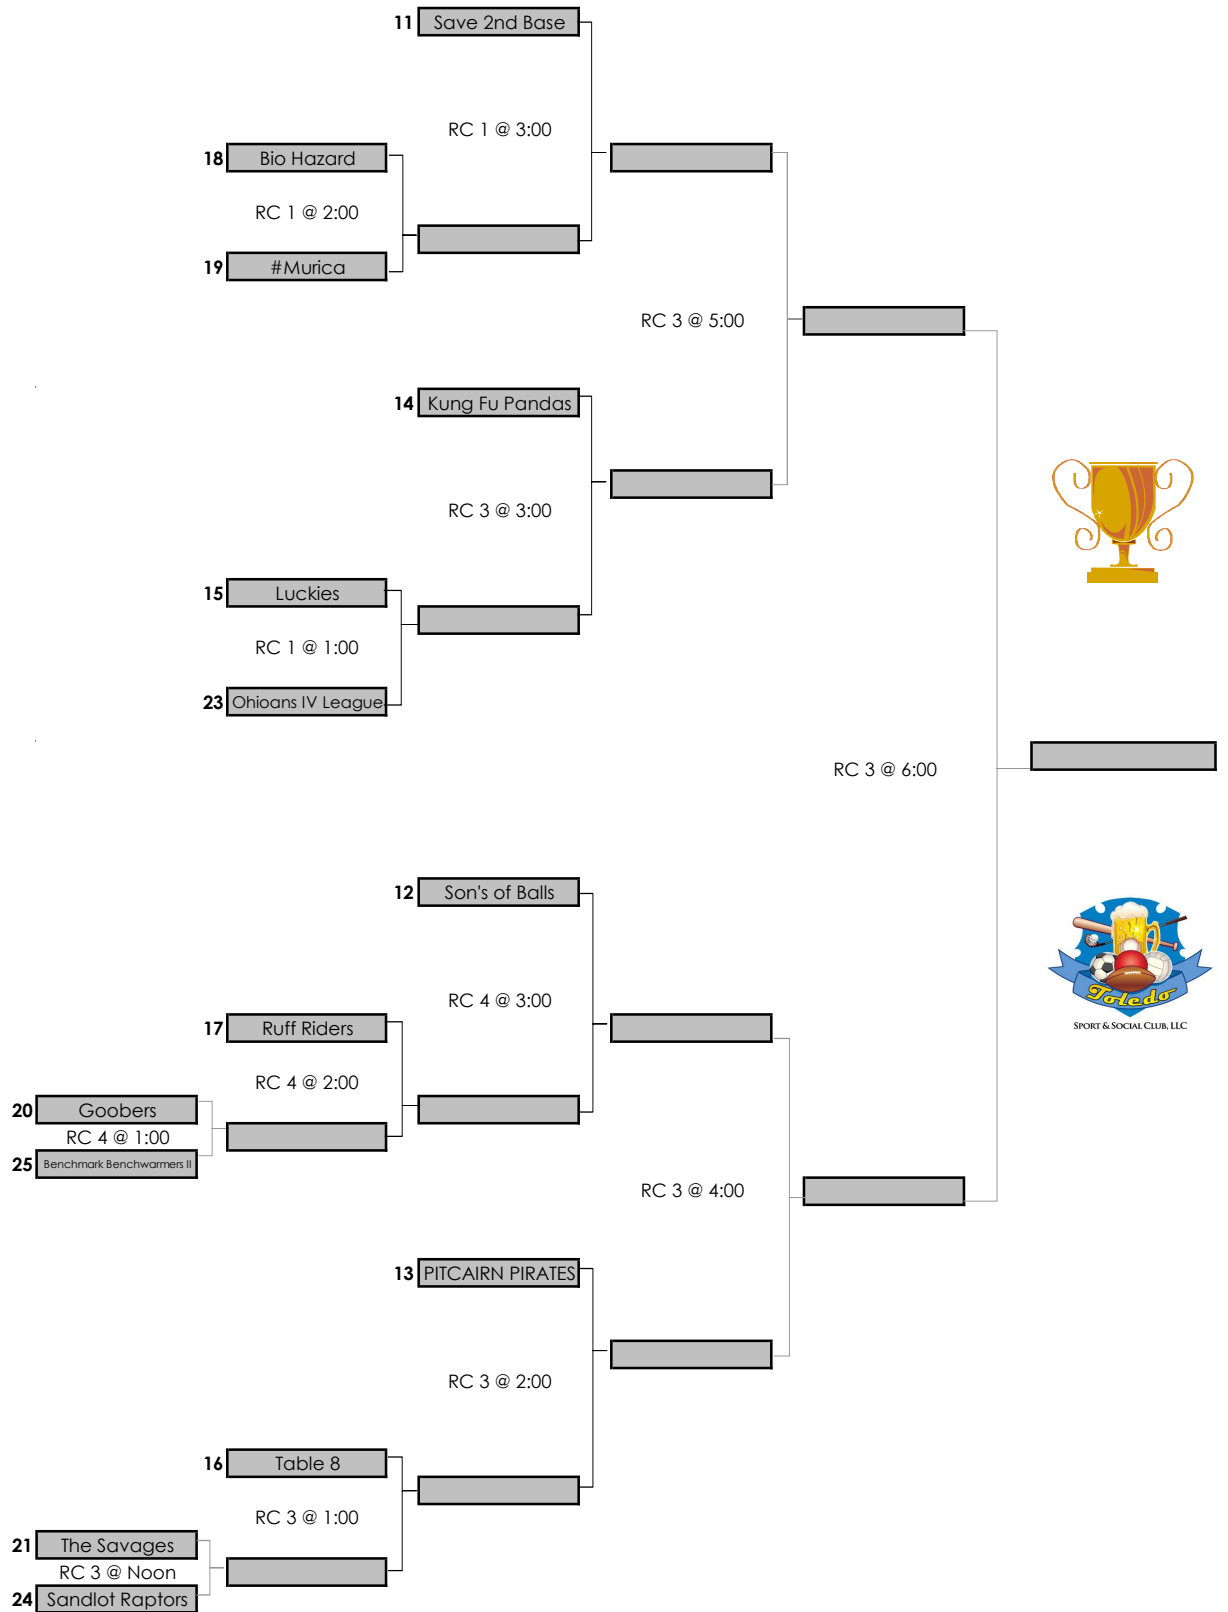 11 Save 2nd Base
RC 1 @ 3:00
18 Bio Hazard
RC 1 @ 2:00
19 #Murica
RC 3 @ 5:00
14 Kung Fu Pandas
RC 3 @ 3:00
15 Luckies
RC 1 @ 1:00
23 Ohioans IV League
RC 3 @ 6:00
12 Son's of Balls
RC 4 @ 3:00
Toledo
SPORT & SOCIAL CLUB, LLC
17 Ruff Riders
RC 4 @ 2:00
20 Goobers
RC 4 @ 1:00
25 Benchmark Benchwarmers II
RC 3 @ 4:00
13 PITCAIRN PIRATES
RC 3 @ 2:00
16 Table 8
RC 3 @ 1:00
21 The Savages
RC 3 @ Noon
24 Sandlot Raptors